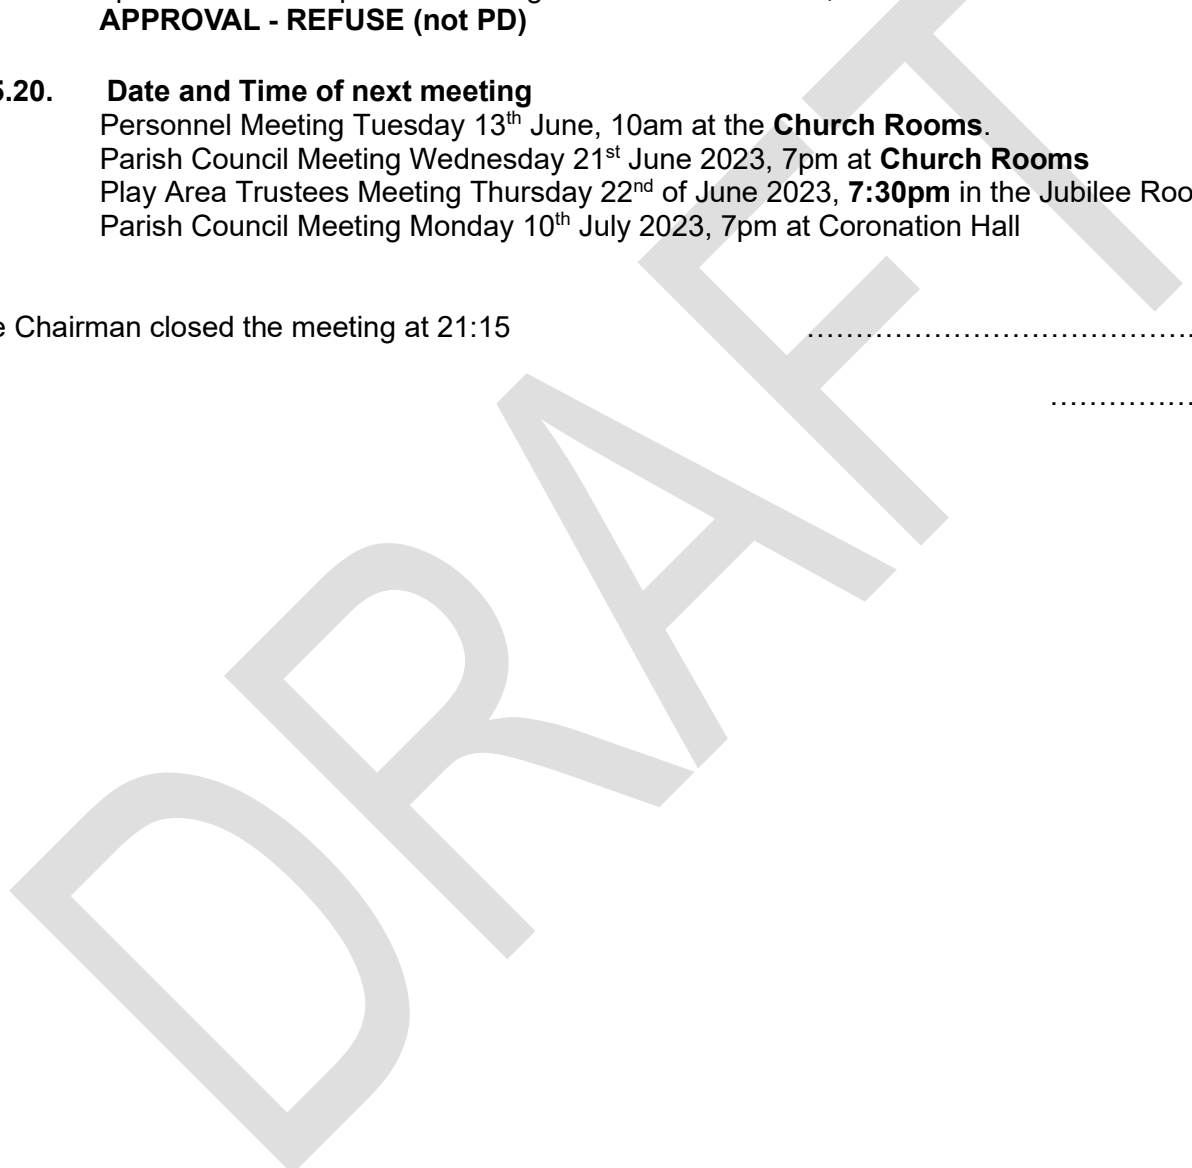 APPROVAL - REFUSE (not PD)
5.20. Date and Time of next meeting
Personnel Meeting Tuesday 13th June, 10am at the Church Rooms.
Parish Council Meeting Wednesday 21st June 2023, 7pm at Church Rooms
Play Area Trustees Meeting Thursday 22nd of June 2023, 7:30pm in the Jubilee Roo
Parish Council Meeting Monday 10th July 2023, 7pm at Coronation Hall
e Chairman closed the meeting at 21:15 ……………………………………
……………
DRAFT